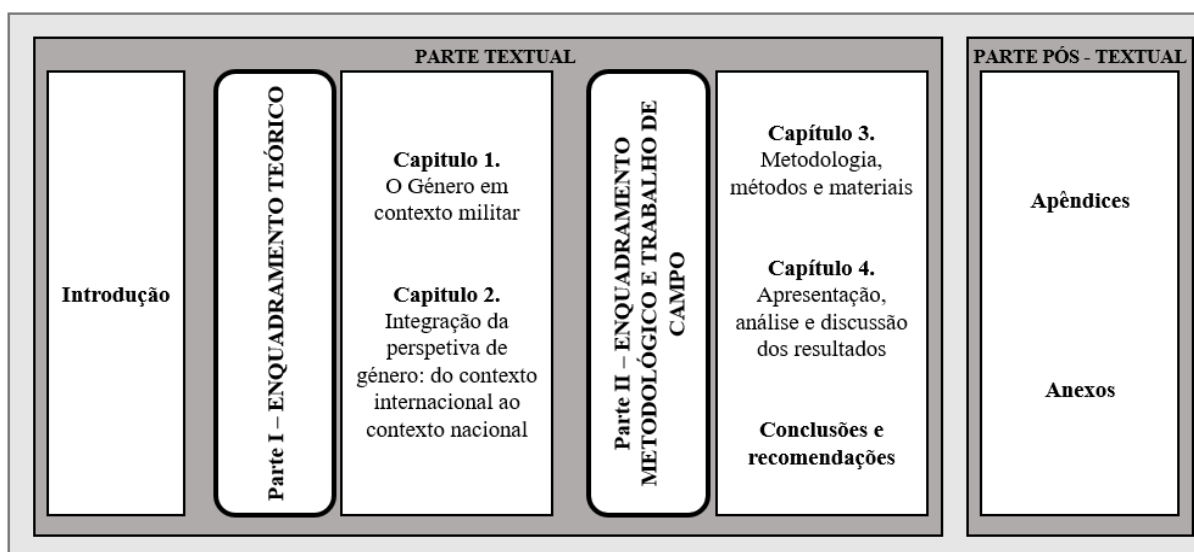 PARTE TEXTUAL
Introdução
Parte I – ENQUADRAMENTO TEÓRICO
Capitulo 1.
O Género em
contexto militar
Capitulo 2.
Integração da
perspetiva de
género: do contexto
internacional ao
contexto nacional
Parte II – ENQUADRAMENTO
METODOLÓGICO E TRABALHO DE
CAMPO
Capítulo 3.
Metodologia,
métodos e materiais
Capítulo 4.
Apresentação,
análise e discussão
dos resultados
Conclusões e
recomendações
PARTE PÓS - TEXTUAL
Apêndices
Anexos